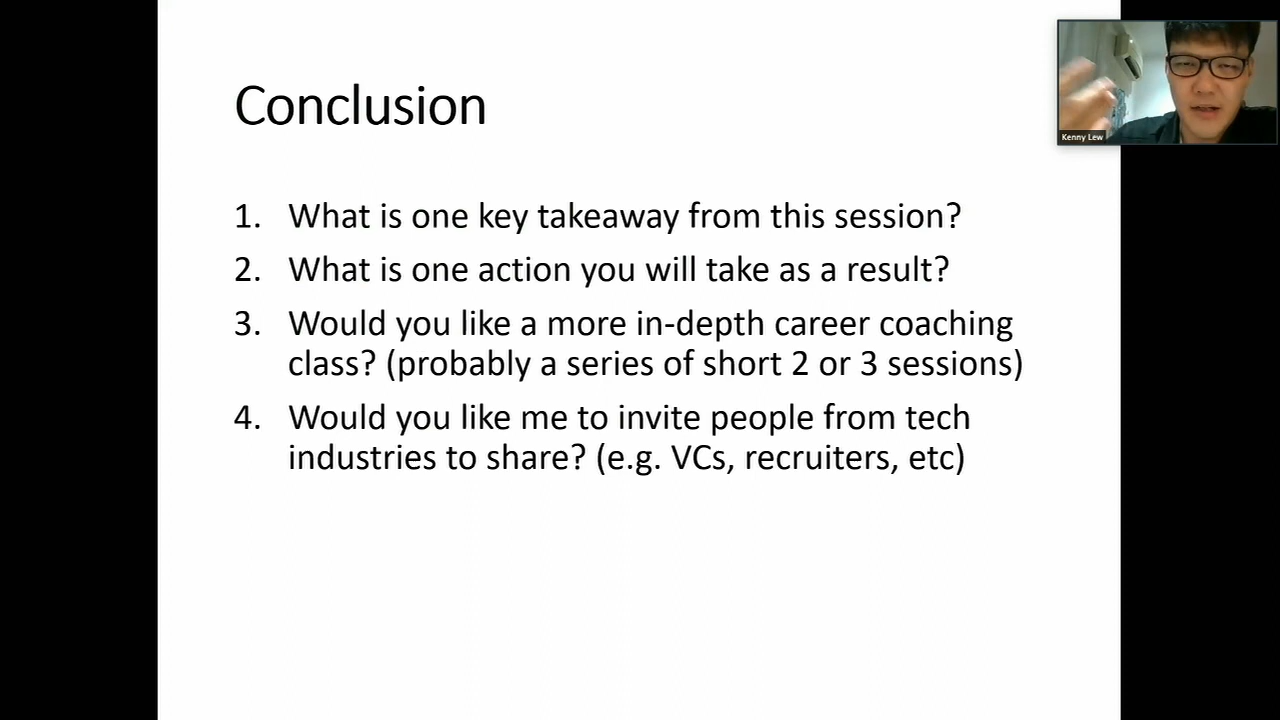 Conclusion
1. What is one key takeaway from this session?
2. What is one action you will take as a result?
3. Would you like a more in-depth career coaching
class? (probably a series of short 2 or 3 sessions)
4. Would you like me to invite people from tech
industries to share? (e.g. VCs, recruiters, etc)
Kenny Lew